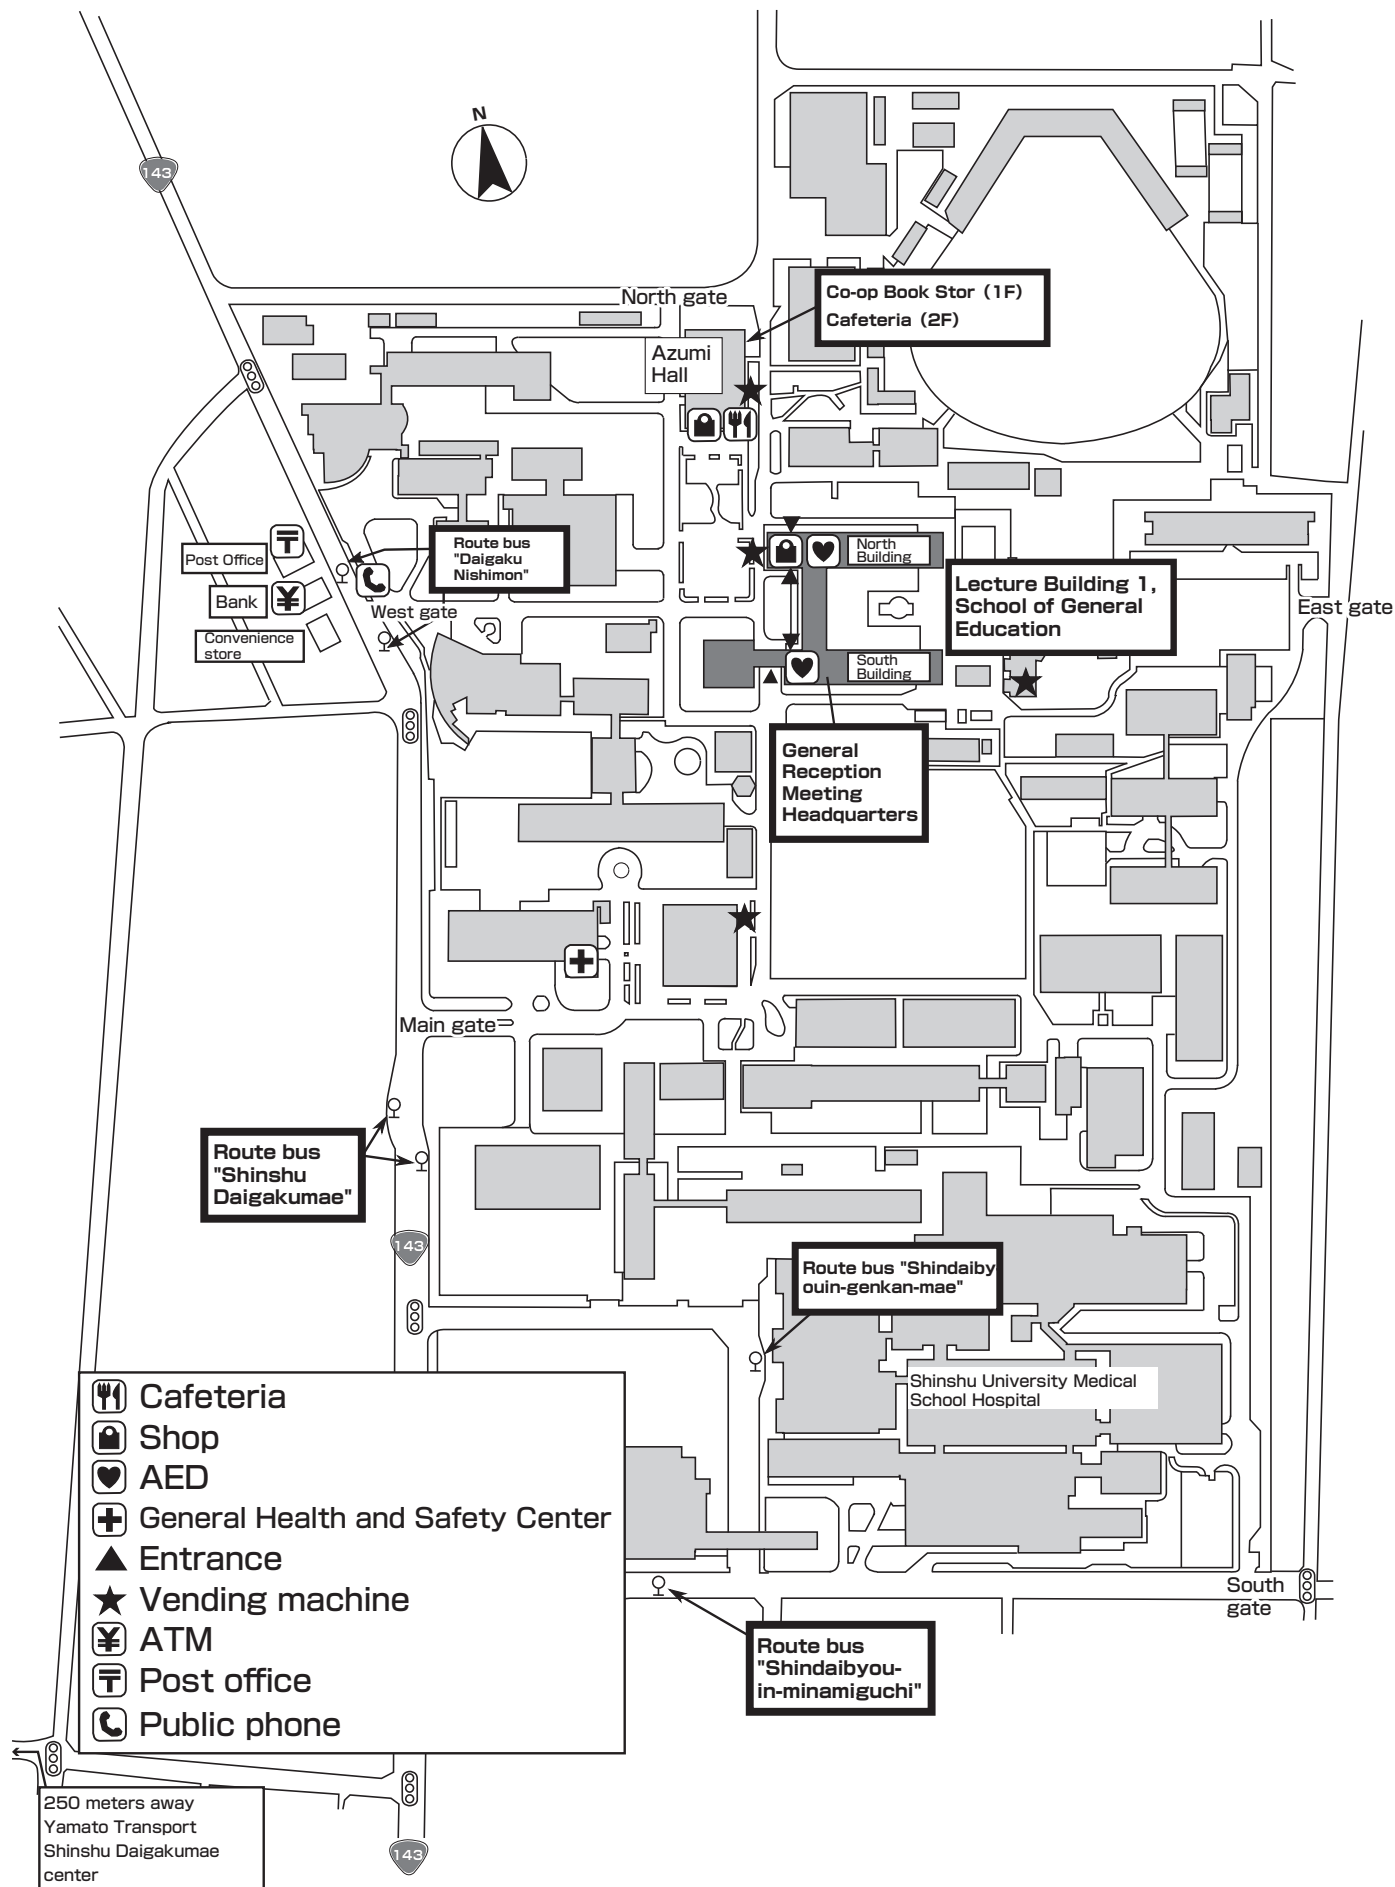 N
143
North gate
Co-op Book Stor (1F)
Cafeteria (2F)
Azumi
Hall
Route bus
"Daigaku
Nishimon"
Post Office
Bank
Convenience
store
West gate
North
Building
South
Building
Lecture Building 1,
School of General
Education
East gate
General
Reception
Meeting
Headquarters
Main gate
Route bus
"Shinshu
Daigakumae"
143
Route bus "Shindaiby
ouin-genkan-mae"
Shinshu University Medical
School Hospital
Cafeteria
Shop
AED
General Health and Safety Center
Entrance
Vending machine
ATM
Post office
Public phone
South
gate
Route bus
"Shindaibyou-
in-minamiguchi"
250 meters away
Yamato Transport
Shinshu Daigakumae
center
143